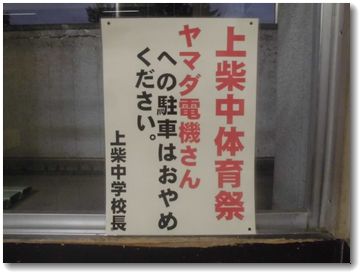 上柴中体育祭
ヤマダ電機さん
への駐車はおやめ
ください。
上柴中学校長